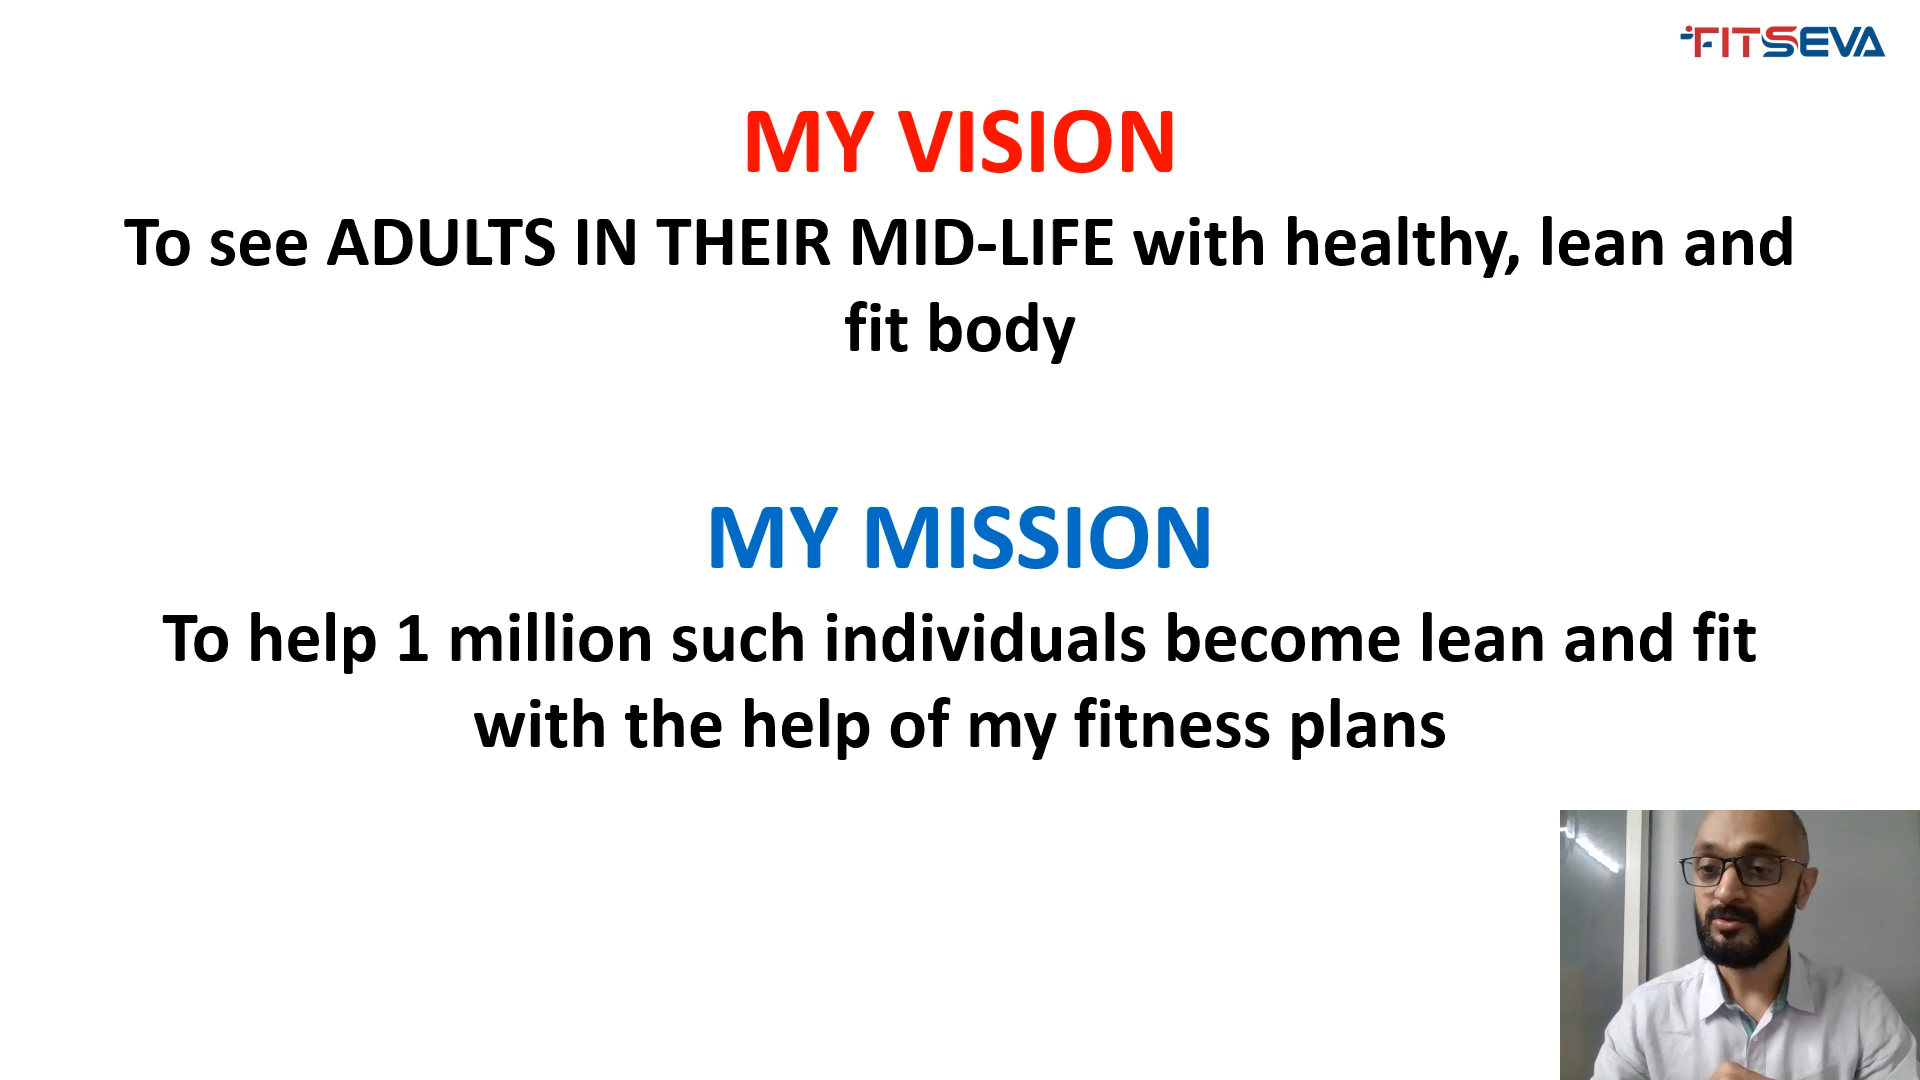 FITSEVA
MY VISION
To see ADULTS IN THEIR MID-LIFE with healthy, lean and
fit body
MY MISSION
To help 1 million such individuals become lean and fit
with the help of my fitness plans